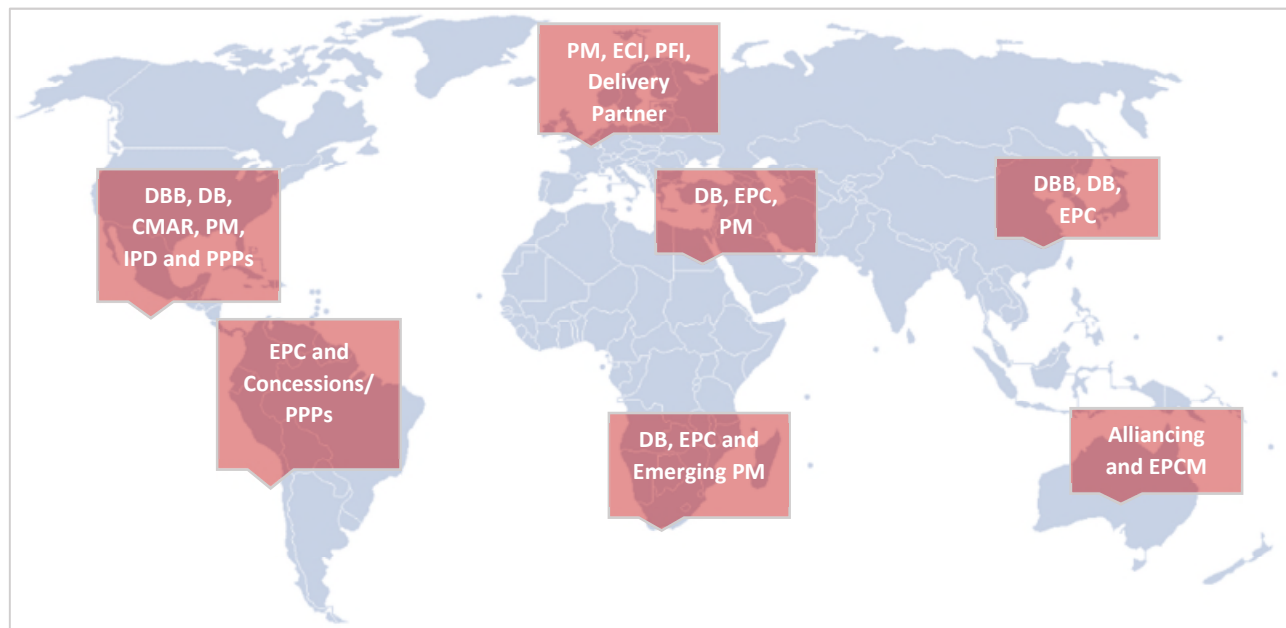 PM, ECI, PFI,
Delivery
Partner
DBB, DB,
CMAR, PM,
IPD and PPPs
DB, EPC,
PM
DBB, DB,
EPC
EPC and
Concessions/
PPPs
DB, EPC and
Emerging PM
Alliancing
and EPCM